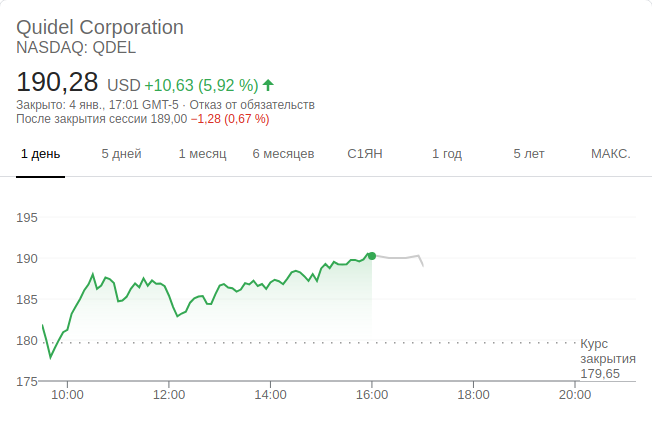 Quidel Corporation
NASDAQ: QDEL
190,28 USD +10,63 (5,92 %)
Закрыто: 4 янв., 17:01 GMT-5 · Отказ от обязательств
После закрытия сессии 189,00 −1,28 (0,67 %)
1 день 5 дней 1 месяц 6 месяцев С1ЯН 1 год 5 лет МАКС.
195
190
185
180
Курс
закрытия
179,65
175
10:00 12:00 14:00 16:00 18:00 20:00